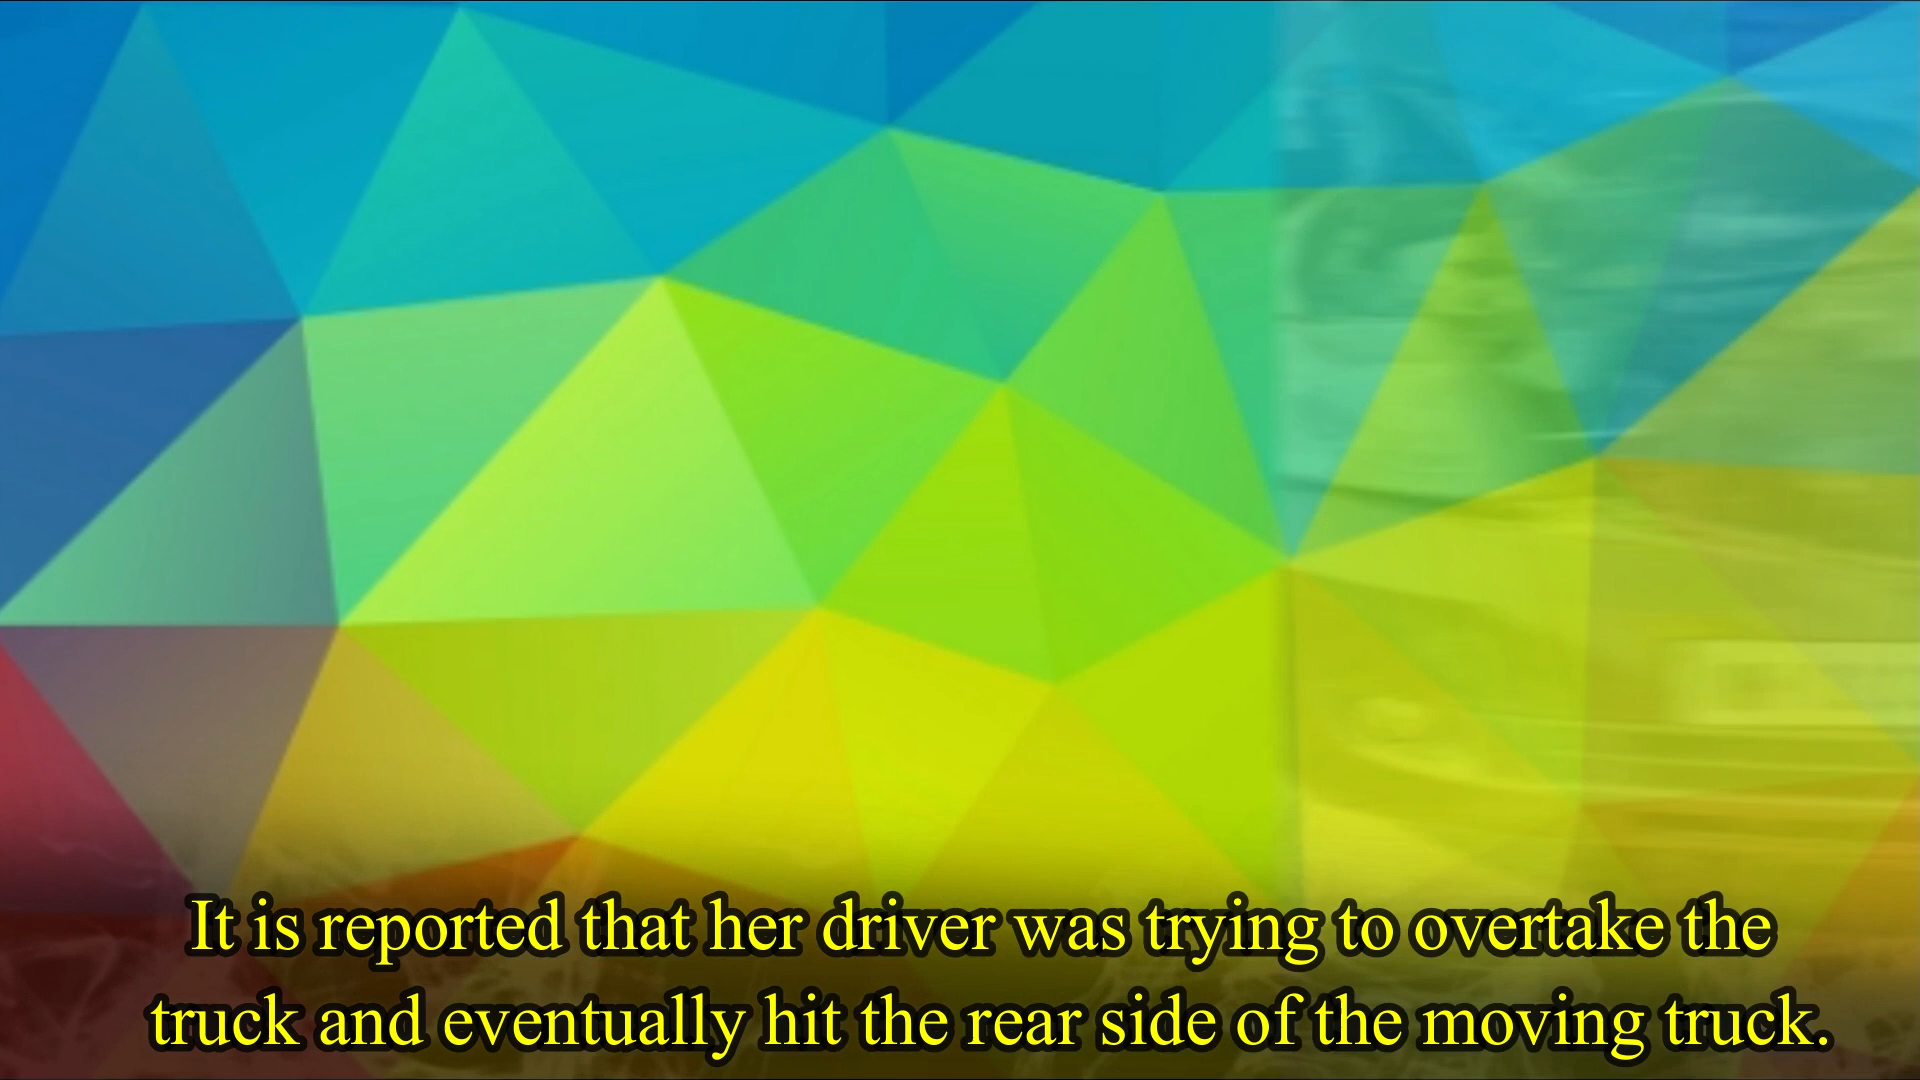 It is reported that her driver was trying to overtake the
truck and eventually hit the rear side of the moving truck.